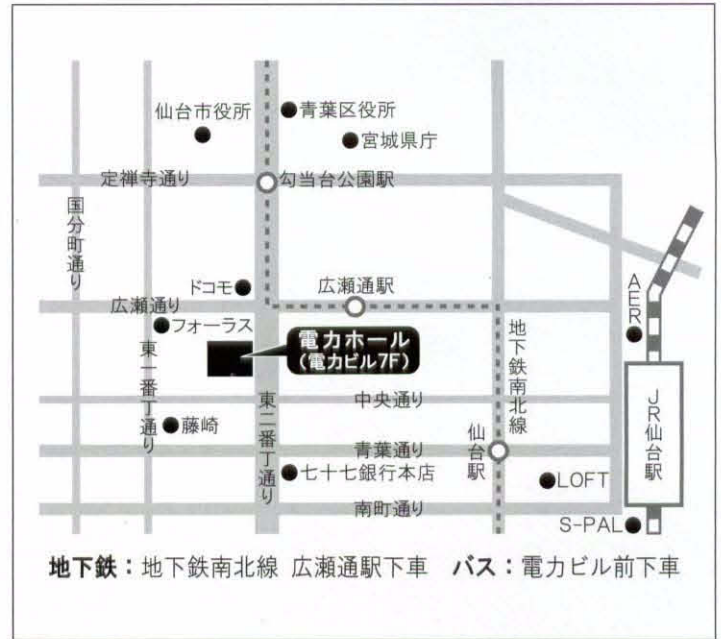 仙台市役所
青葉区役所
宮城県庁
定禅寺通り
勾当台公園駅
国分町通り
ドコモ
広瀬通駅
AER
広瀬通り
フォーラス
電力ホール
(電力ビル7F)
地下鉄南北線
東一番丁通り
東二番丁通り
中央通り
JR仙台駅
藤崎
青葉通り
仙台駅
七十七銀行本店
LOFT
南町通り
S-PAL
地下鉄：地下鉄南北線 広瀬通駅下車 バス：電力ビル前下車